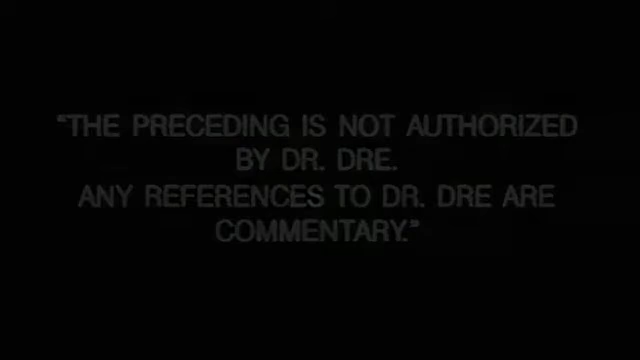 “THE PRECEDING IS NOT AUTHORIZED
BY DR. DRE.
ANY REFERENCES TO DR. DRE ARE
COMMENTARY.”